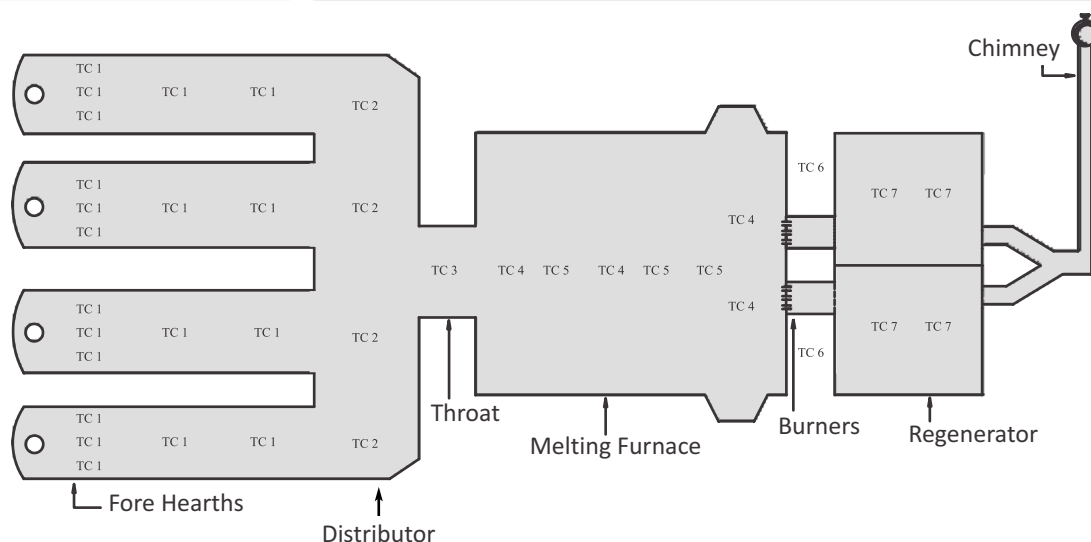 Chimney
TC 1
TC 1 TC 1 TC 1 TC 2
TC 1
TC 6
TC 1
TC 1 TC 1 TC 1 TC 2
TC 1
TC 7 TC 7
TC 4
TC 3 TC 4 TC 5 TC 4 TC 5 TC 5
TC 4
TC 1
TC 1 TC 1 TC 1 TC 2
TC 1
TC 7 TC 7
TC 6
TC 1
TC 1 TC 1 TC 1 TC 2
TC 1
Throat
Melting Furnace
Burners
Regenerator
Fore Hearths
Distributor